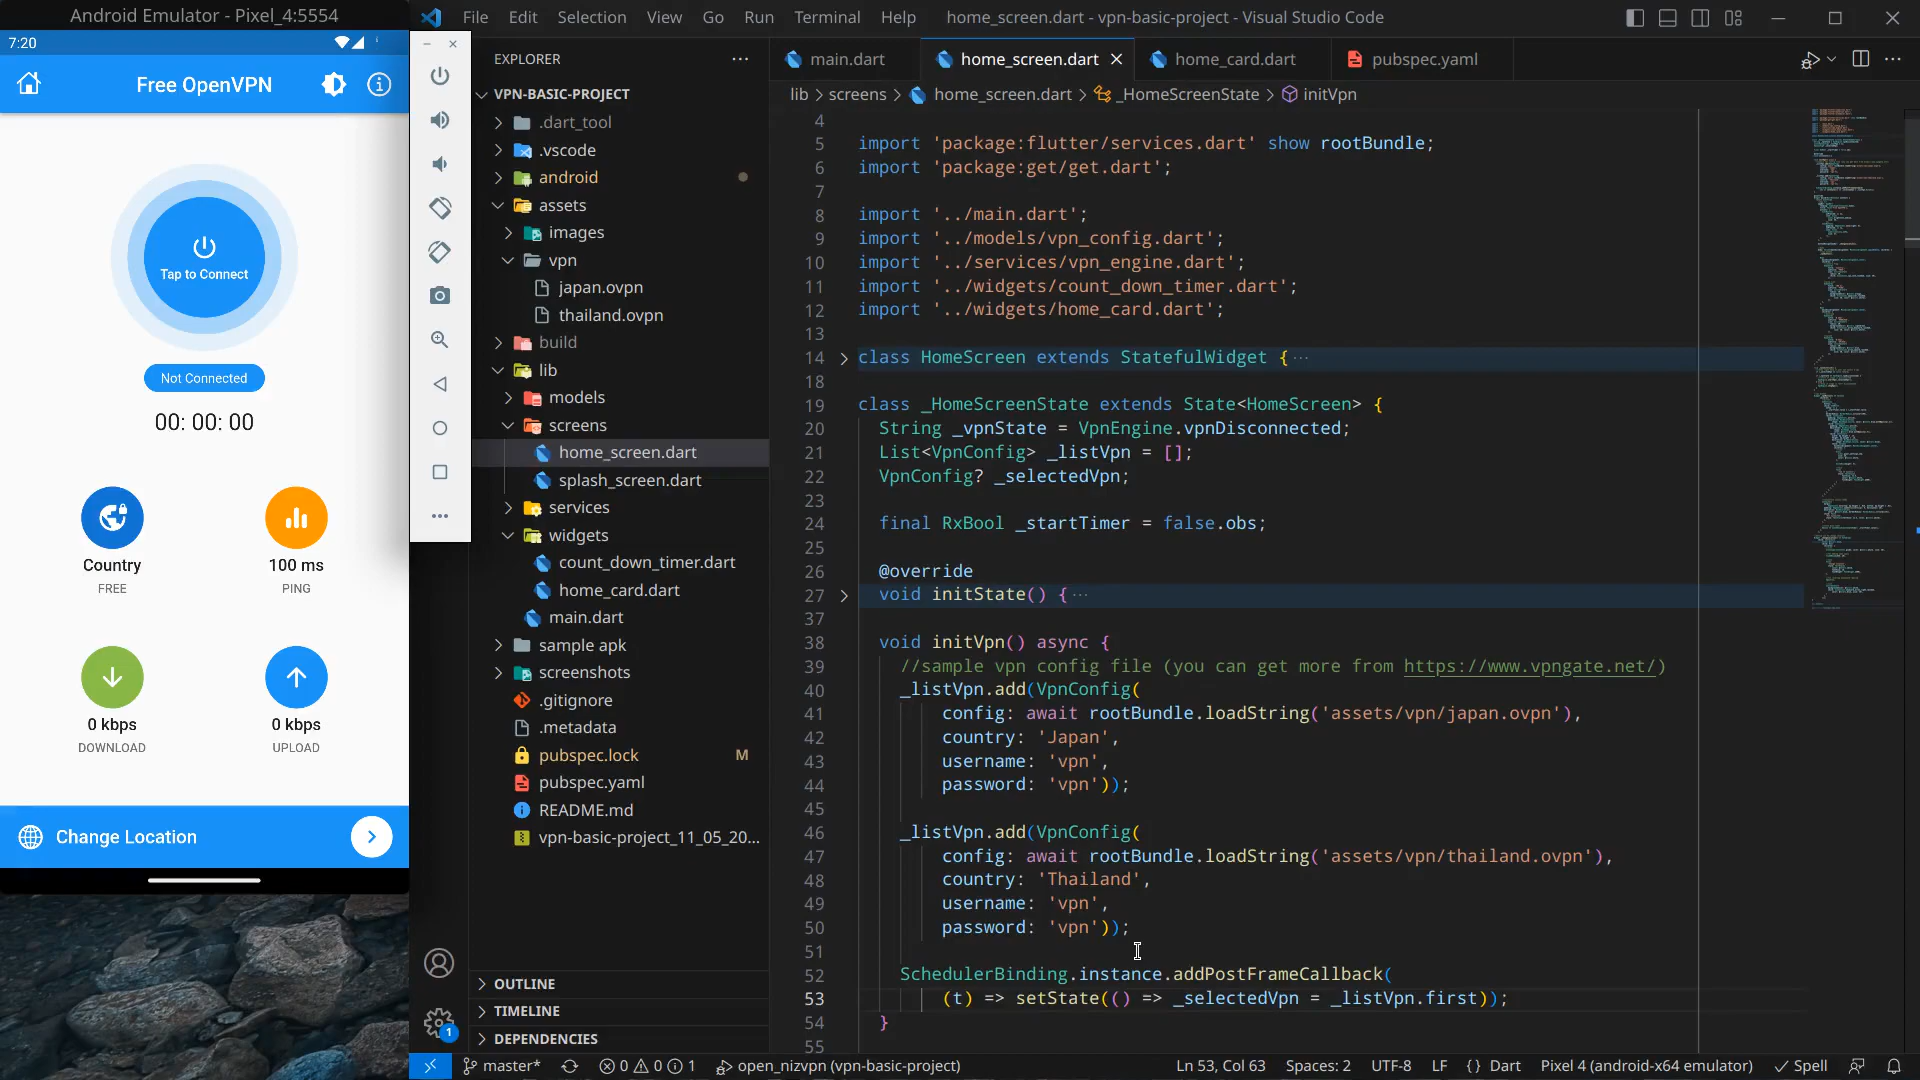 Android Emulator - Pixel_4:5554
File Edit Selection View Go Run Terminal Help
home_screen.dart - vpn-basic-project - Visual Studio Code
7:20
Free OpenVPN
Tap to Connect
Not Connected
00: 00: 00
Country
FREE
100 ms
PING
0 kbps
DOWNLOAD
0 kbps
UPLOAD
Change Location
EXPLORER
VPN-BASIC-PROJECT
.dart_tool
.vscode
android
assets
images
vpn
japan.ovpn
thailand.ovpn
build
lib
models
screens
home_screen.dart
splash_screen.dart
services
widgets
count_down_timer.dart
home_card.dart
main.dart
sample apk
screenshots
.gitignore
.metadata
pubspec.lock M
pubspec.yaml
README.md
vpn-basic-project_11_05_20...
OUTLINE
TIMELINE
DEPENDENCIES
main.dart
home_screen.dart
home_card.dart
pubspec.yaml
lib > screens > home_screen.dart > _HomeScreenState > initVpn
4
5 import 'package:flutter/services.dart' show rootBundle;
6 import 'package:get/get.dart';
7
8 import '../main.dart';
9 import '../models/vpn_config.dart';
10 import '../services/vpn_engine.dart';
11 import '../widgets/count_down_timer.dart';
12 import '../widgets/home_card.dart';
13
14 class HomeScreen extends StatefulWidget { ...
18
19 class _HomeScreenState extends State<HomeScreen> {
20 String _vpnState = VpnEngine.vpnDisconnected;
21 List<VpnConfig> _listVpn = [];
22 VpnConfig? _selectedVpn;
23
24 final RxBool _startTimer = false.obs;
25
26 @override
27 void initState() { ...
37
38 void initVpn() async {
39 //sample vpn config file (you can get more from https://www.vpngate.net/)
40 _listVpn.add(VpnConfig(
41 config: await rootBundle.loadString('assets/vpn/japan.ovpn'),
42 country: 'Japan',
43 username: 'vpn',
44 password: 'vpn'));
45
46 _listVpn.add(VpnConfig(
47 config: await rootBundle.loadString('assets/vpn/thailand.ovpn'),
48 country: 'Thailand',
49 username: 'vpn',
50 password: 'vpn'));
51
52 SchedulerBinding.instance.addPostFrameCallback(
53 (t) => setState(() => _selectedVpn = _listVpn.first));
54 }
55
1
master*
0 0 1
open_nizvpn (vpn-basic-project)
Ln 53, Col 63
Spaces: 2
UTF-8
LF
{ } Dart
Pixel 4 (android-x64 emulator)
Spell